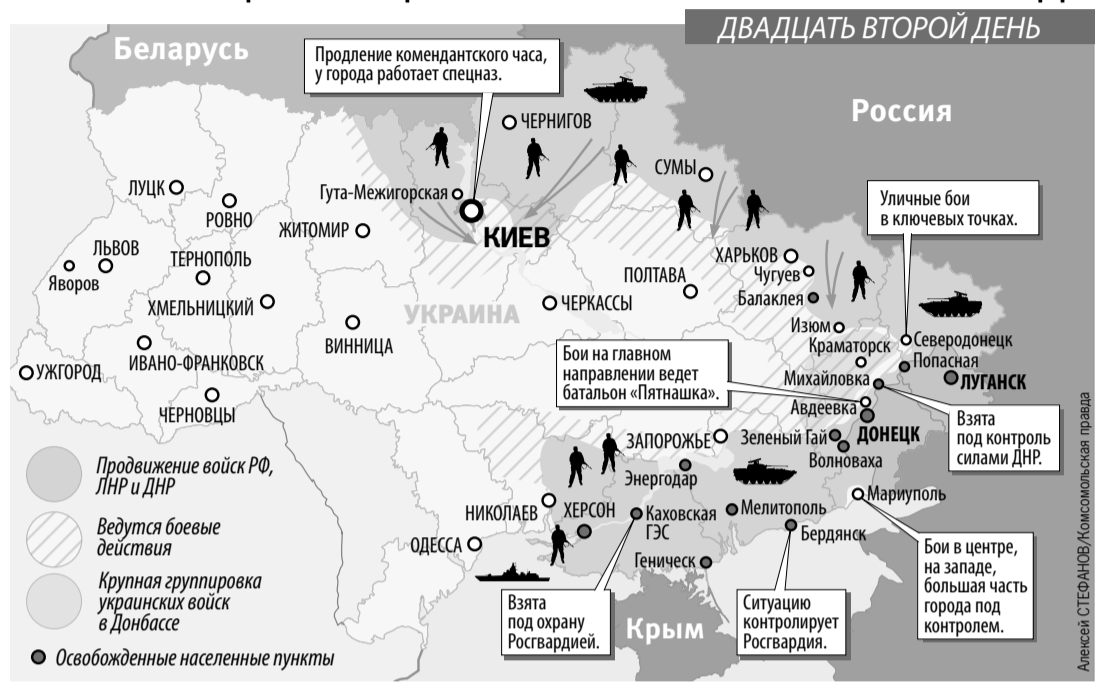 ДВАДЦАТЬ ВТОРОЙ ДЕНЬ
Беларусь
Продление комендантского часа,
у города работает спецназ.
Россия
ЧЕРНИГОВ
СУМЫ
ЛУЦК
РОВНО
Гута-Межигорская
ЖИТОМИР
КИЕВ
Уличные бои
в ключевых точках.
ЛЬВОВ
Яворов
ТЕРНОПОЛЬ
ХМЕЛЬНИЦКИЙ
ХАРЬКОВ
Чугуев
ПОЛТАВА
Балаклея
УКРАИНА
ЧЕРКАССЫ
ВИННИЦА
Изюм
Краматорск
Северодонецк
Попасная
ИВАНО-ФРАНКОВСК
УЖГОРОД
ЧЕРНОВЦЫ
Бои на главном
направлении ведет
батальон «Пятнашка».
Михайловка
ЛУГАНСК
Авдеевка
ДОНЕЦК
Взята
под контроль
силами ДНР.
ЗАПОРОЖЬЕ
Зеленый Гай
Волноваха
Энергодар
Мариуполь
НИКОЛАЕВ
ХЕРСОН
Каховская
ГЭС
Мелитополь
Бердянск
ОДЕССА
Геническ
Бои в центре,
на западе,
большая часть
города под
контролем.
Взята
под охрану
Росгвардией.
Крым
Ситуацию
контролирует
Росгвардия.
Продвижение войск РФ,
ЛНР и ДНР
Ведутся боевые
действия
Крупная группировка
украинских войск
в Донбассе
Освобожденные населенные пункты
Алексей СТЕФАНОВ/Комсомольская правда